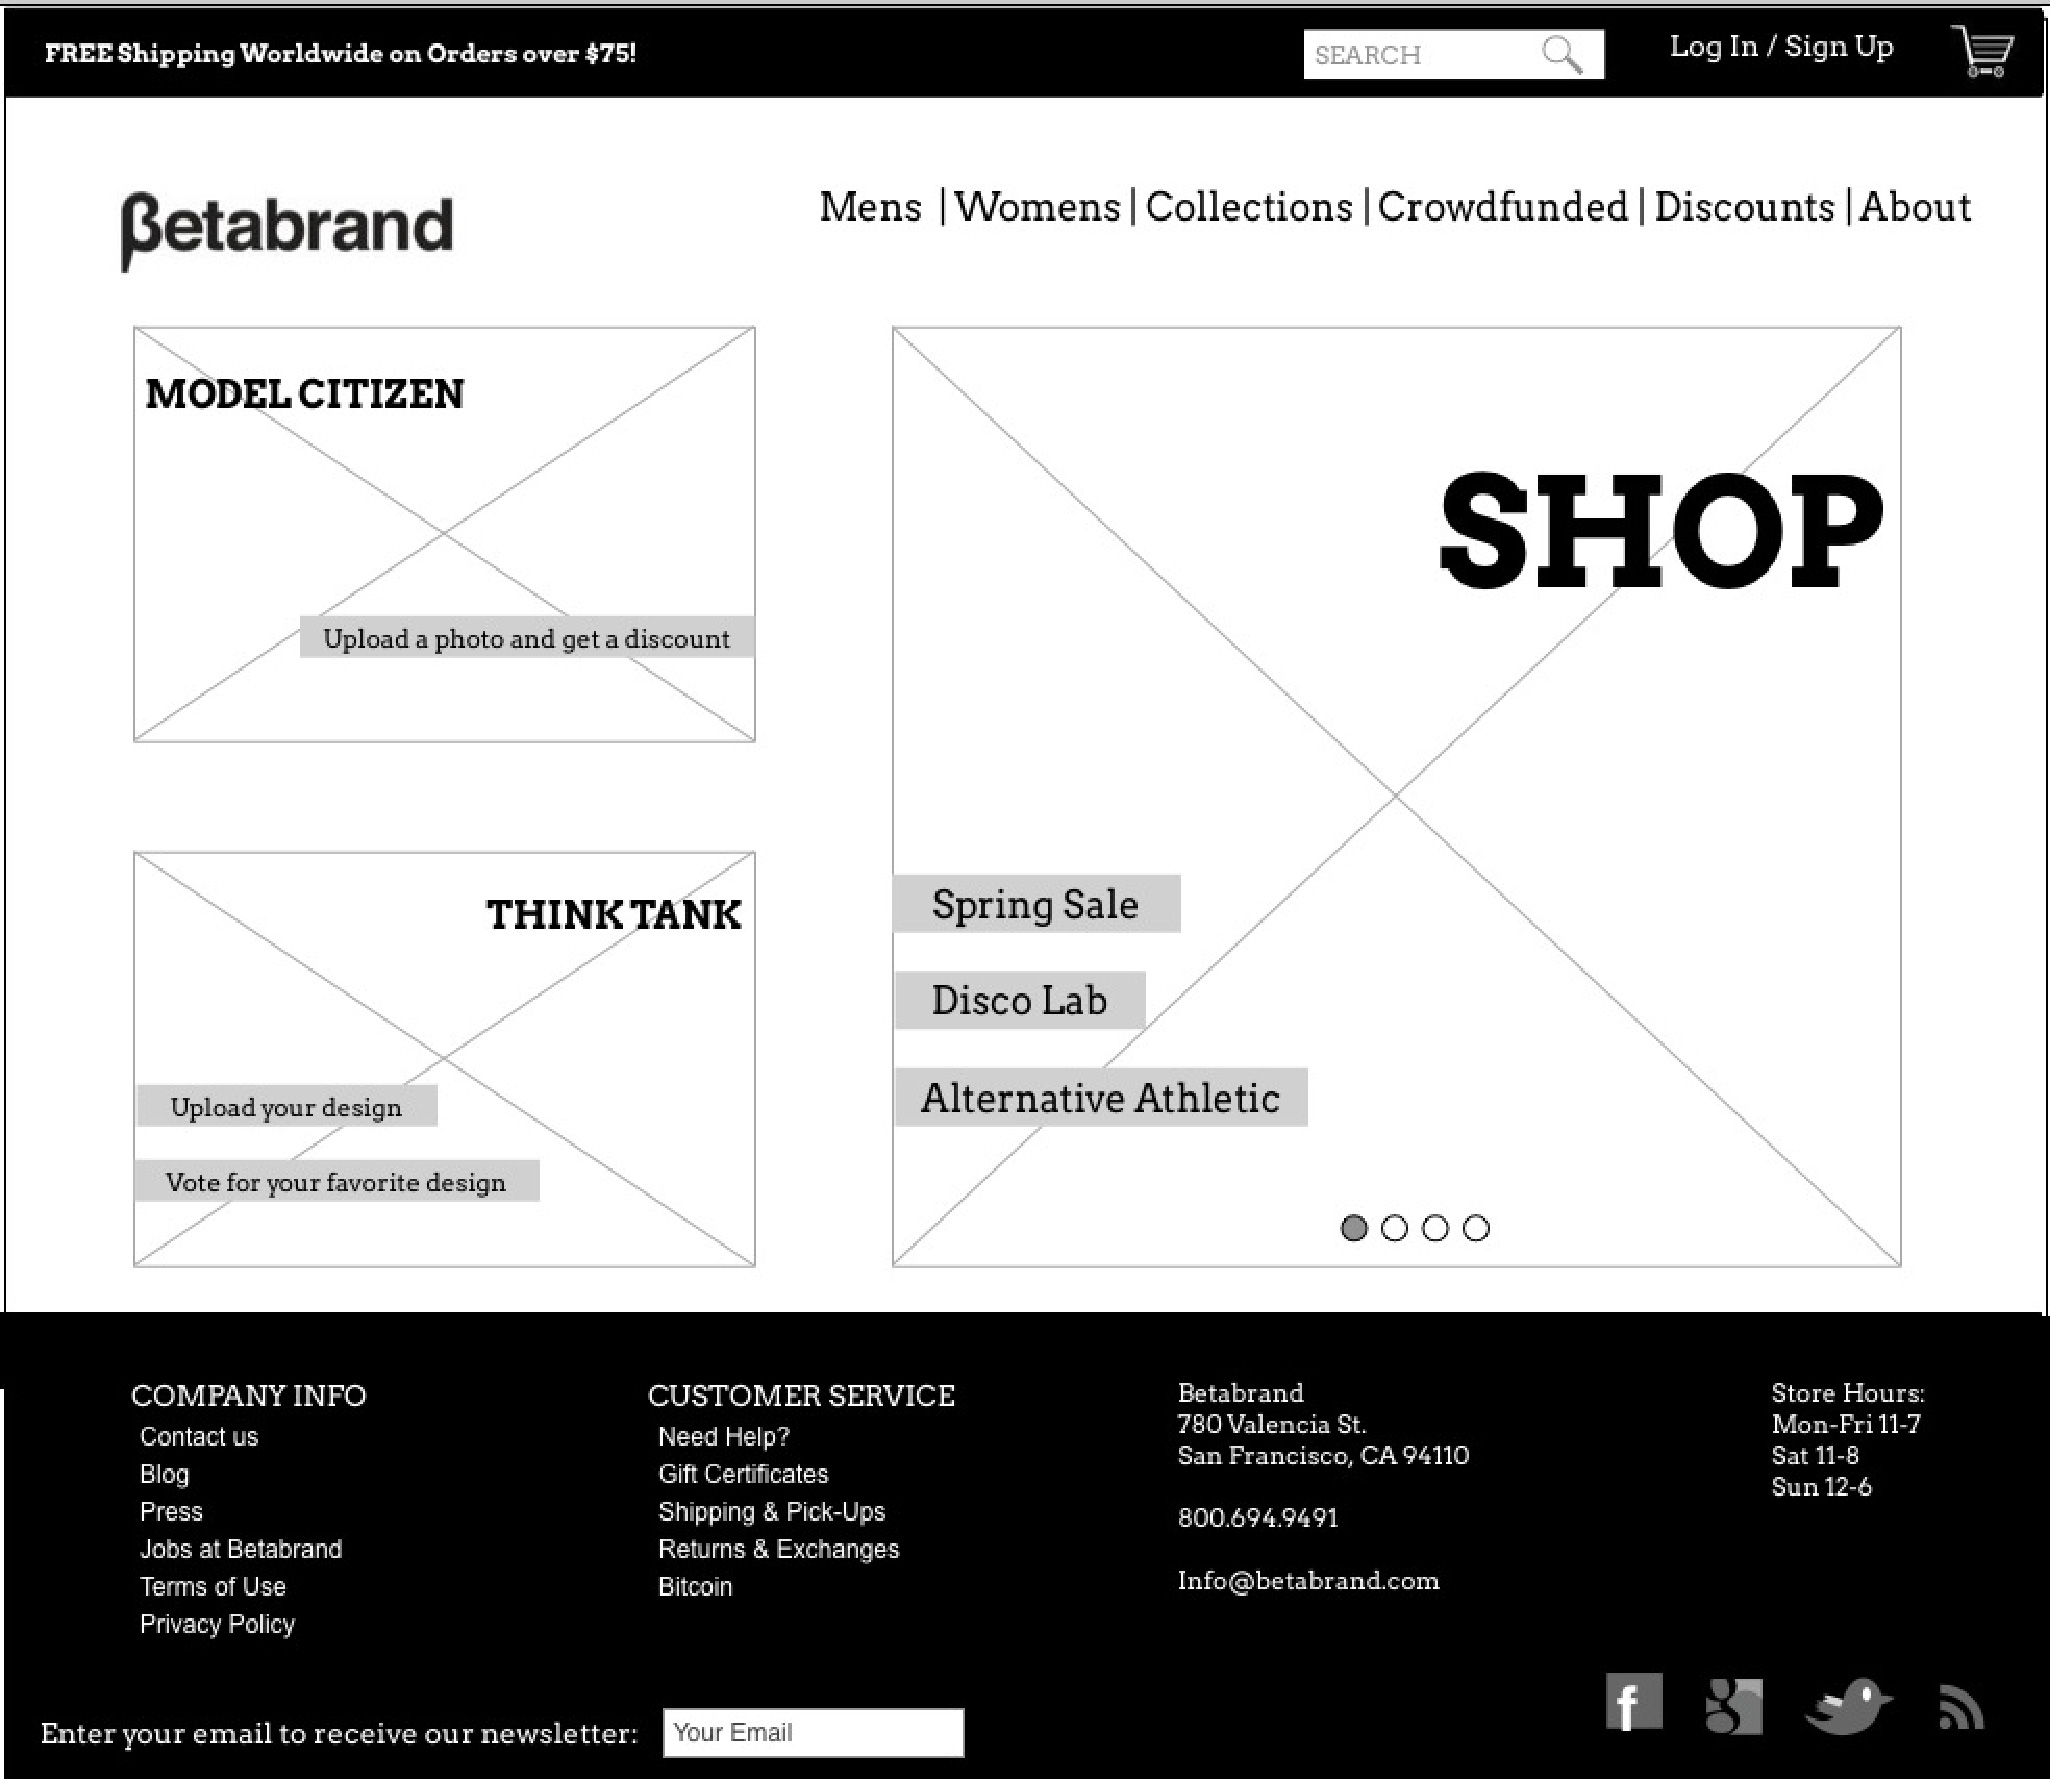 FREE Shipping Worldwide on Orders over $75!
SEARCH
Log In / Sign Up
βetabrand
Mens | Womens | Collections | Crowdfunded | Discounts | About
MODEL CITIZEN
Upload a photo and get a discount
THINK TANK
Upload your design
Vote for your favorite design
SHOP
Spring Sale
Disco Lab
Alternative Athletic
COMPANY INFO
Contact us
Blog
Press
Jobs at Betabrand
Terms of Use
Privacy Policy
CUSTOMER SERVICE
Need Help?
Gift Certificates
Shipping & Pick-Ups
Returns & Exchanges
Bitcoin
Betabrand
780 Valencia St.
San Francisco, CA 94110
800.694.9491
Info@betabrand.com
Store Hours:
Mon-Fri 11-7
Sat 11-8
Sun 12-6
Enter your email to receive our newsletter:
Your Email
f
g